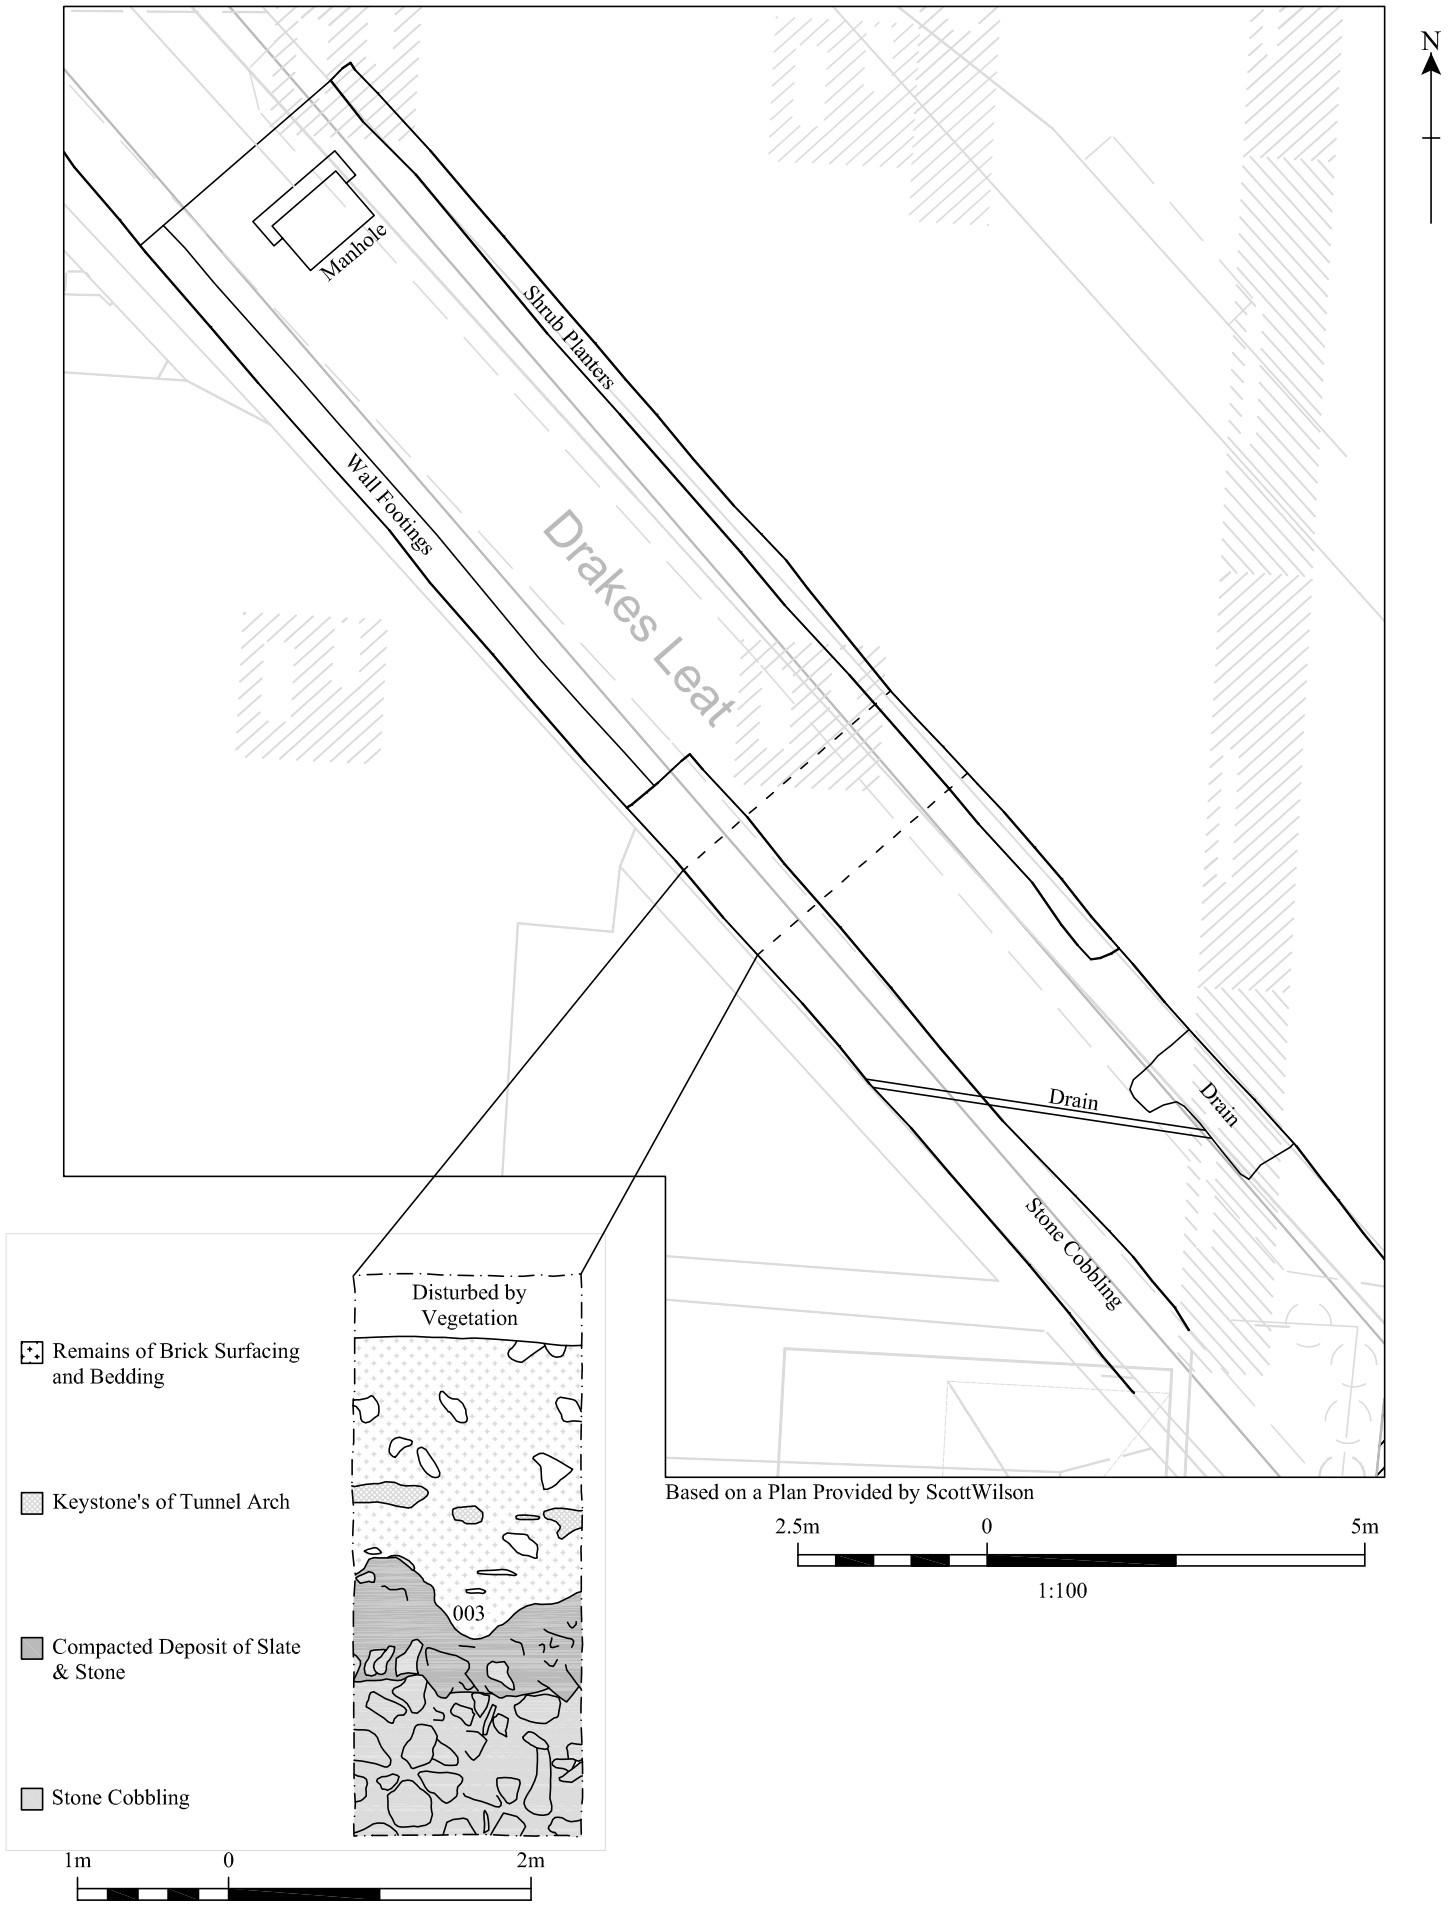 N
Manhole
Shrub Planters
Wall Footings
Drakes Leat
Drain
Drain
Stone Cobbling
Disturbed by
Vegetation
003
Remains of Brick Surfacing
and Bedding
Keystone's of Tunnel Arch
Compacted Deposit of Slate
& Stone
Stone Cobbling
1m 0 2m
Based on a Plan Provided by ScottWilson
2.5m 0 5m
1:100